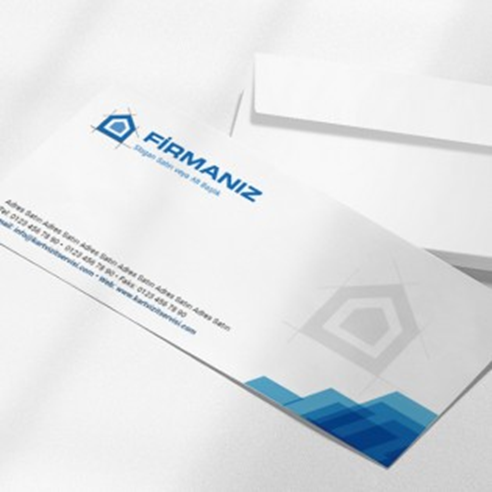 FİRMANIZ
Slogan Satırı veya Alt Başlık
Adres Satırı Adres Satırı Adres Satırı Adres Satırı Adres Satırı Adres Satırı
Tel: 0123 456 78 90 • 0123 456 78 90 • Faks: 0123 456 78 90
email: info@kartvizitservisi.com • Web: www.kartvizitservisi.com